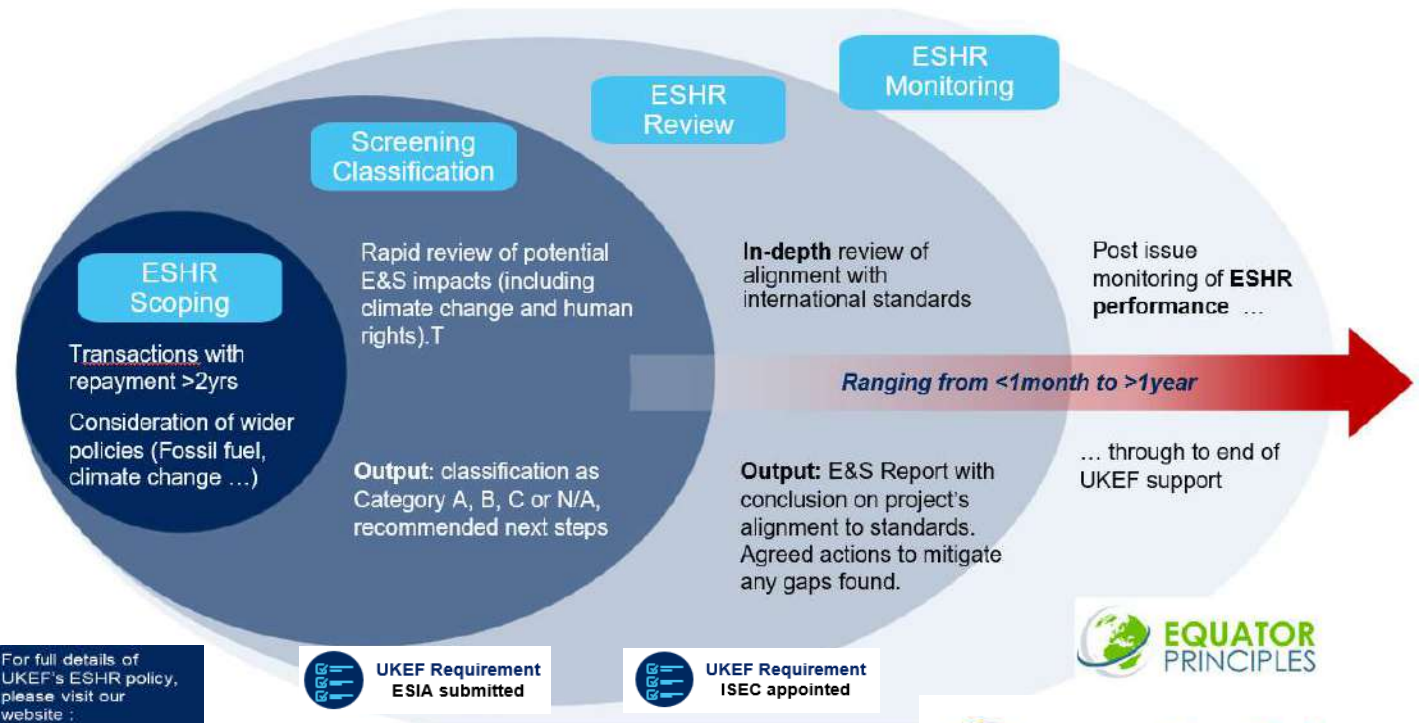 ESHR
Monitoring
ESHR
Review
Screening
Classification
ESHR
Scoping
Transactions with
repayment >2yrs
Consideration of wider
policies (Fossil fuel,
climate change ...)
Rapid review of potential
E&S impacts (including
climate change and human
rights).T
Output: classification as
Category A, B, C or N/A,
recommended next steps
In-depth review of
alignment with
international standards
Output: E&S Report with
conclusion on project's
alignment to standards.
Agreed actions to mitigate
any gaps found.
Post issue
monitoring of ESHR
performance ...
Ranging from <1month to >1year
... through to end of
UKEF support
For full details of
UKEF's ESHR policy,
please visit our
website :
UKEF Requirement
ESIA submitted
UKEF Requirement
ISEC appointed
EQUATOR
PRINCIPLES